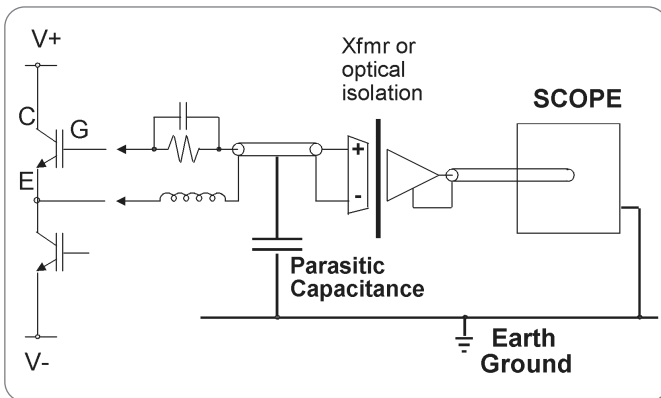 V+
Xfmr or
optical
isolation
SCOPE
C
G
+
E
-
Parasitic
Capacitance
Earth
Ground
V-